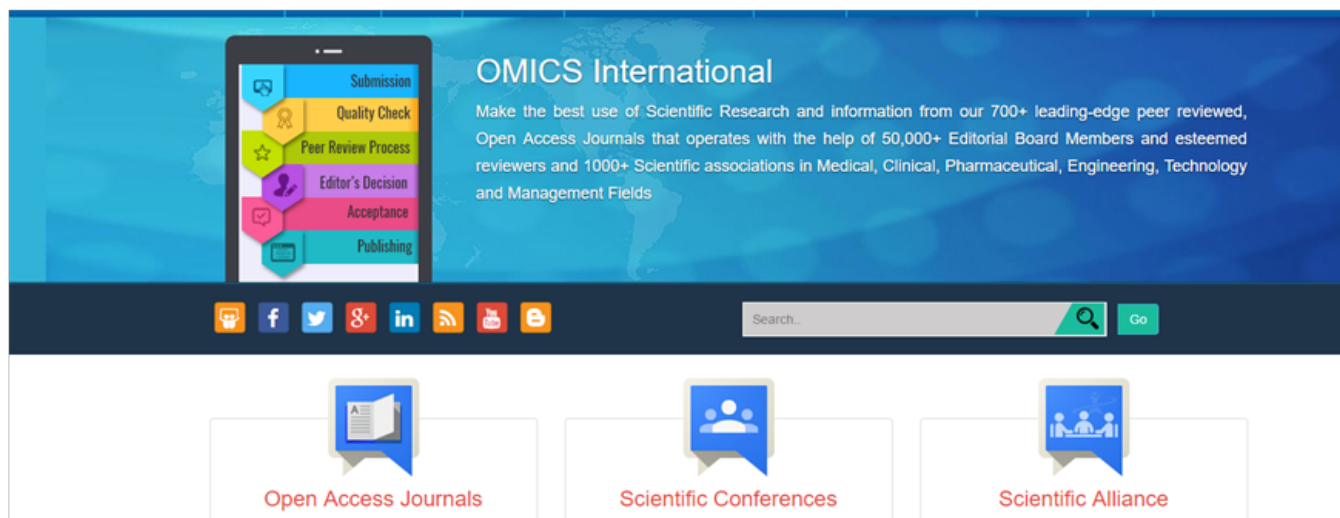 Submission
Quality Check
Peer Review Process
Editor's Decision
Acceptance
Publishing
OMICS International
Make the best use of Scientific Research and information from our 700+ leading-edge peer reviewed,
Open Access Journals that operates with the help of 50,000+ Editorial Board Members and esteemed
reviewers and 1000+ Scientific associations in Medical, Clinical, Pharmaceutical, Engineering, Technology
and Management Fields
Search..
Go
Open Access Journals
Scientific Conferences
Scientific Alliance